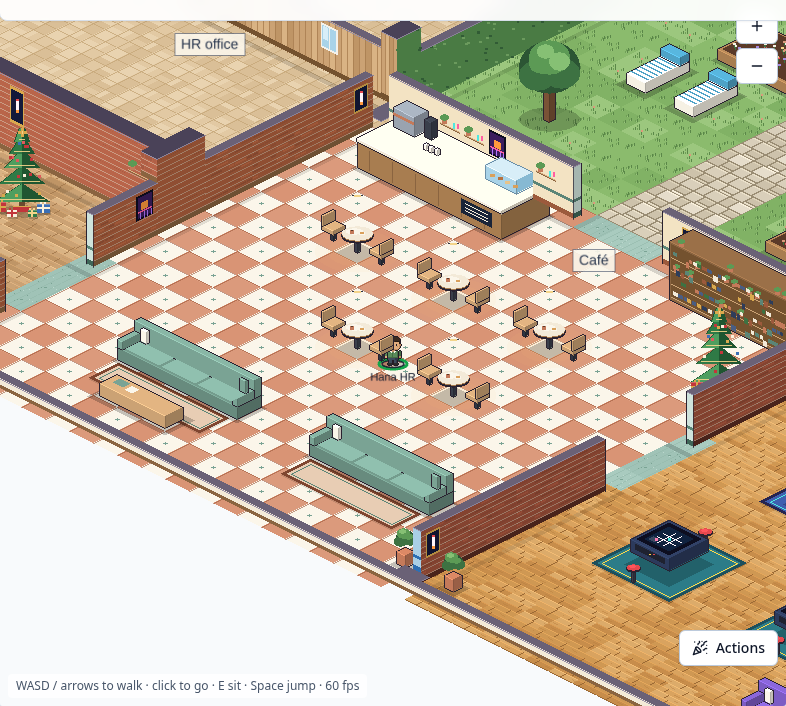 +
HR office
−
Café
Hana HR
Actions
WASD / arrows to walk · click to go · E sit · Space jump · 60 fps